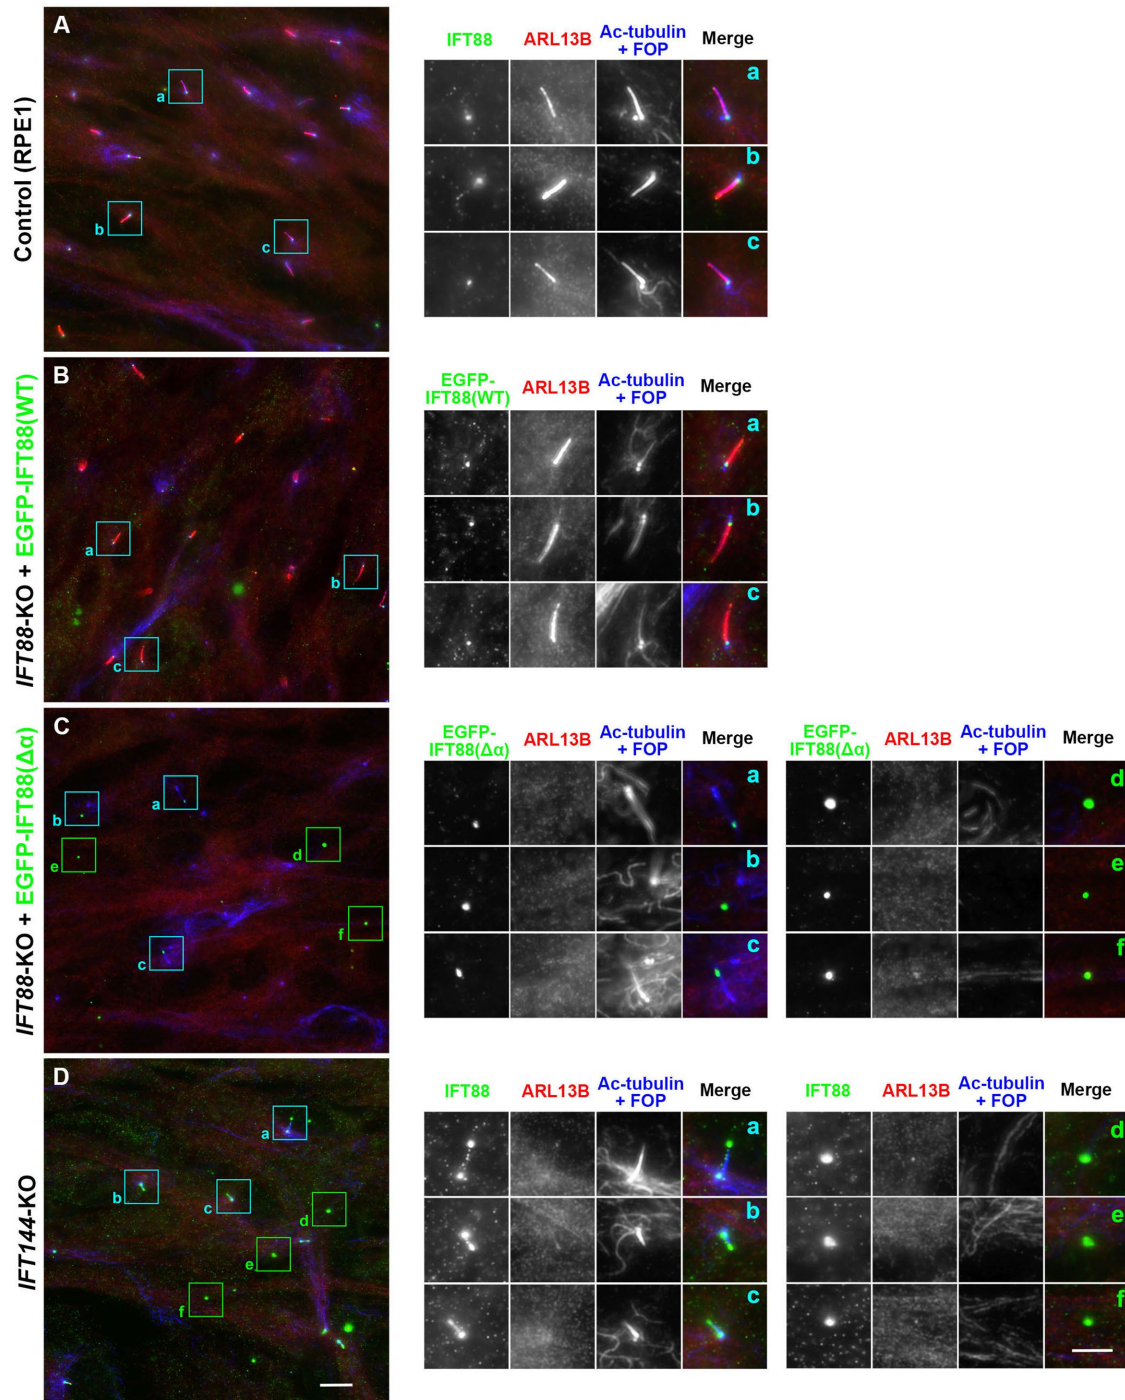 A
Control (RPE1)
a
b
c
IFT88
ARL13B
Ac-tubulin
+ FOP
Merge
a
b
c
B
IFT88-KO + EGFP-IFT88(WT)
a
b
c
EGFP-
IFT88(WT)
ARL13B
Ac-tubulin
+ FOP
Merge
a
b
c
C
IFT88-KO + EGFP-IFT88(Δα)
a
b
e
d
f
c
EGFP-
IFT88(Δα)
ARL13B
Ac-tubulin
+ FOP
Merge
a
b
c
EGFP-
IFT88(Δα)
ARL13B
Ac-tubulin
+ FOP
Merge
d
e
f
D
IFT144-KO
a
b
c
d
e
f
IFT88
ARL13B
Ac-tubulin
+ FOP
Merge
a
b
c
IFT88
ARL13B
Ac-tubulin
+ FOP
Merge
d
e
f